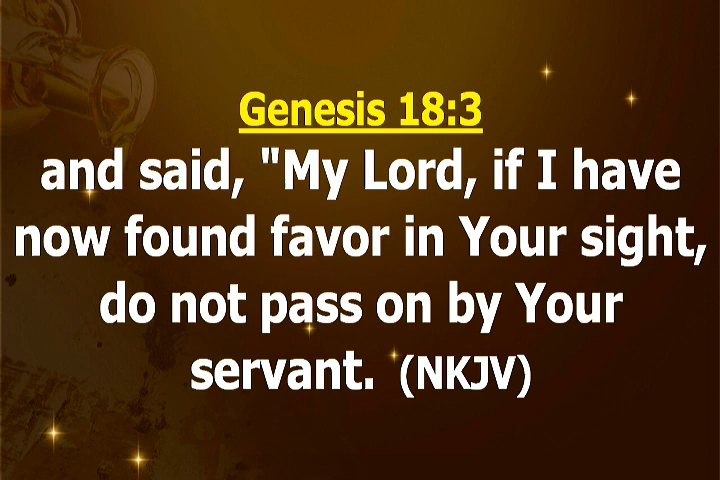 Genesis 18:3
and said, "My Lord, if I have
now found favor in Your sight,
do not pass on by Your
servant. (NKJV)